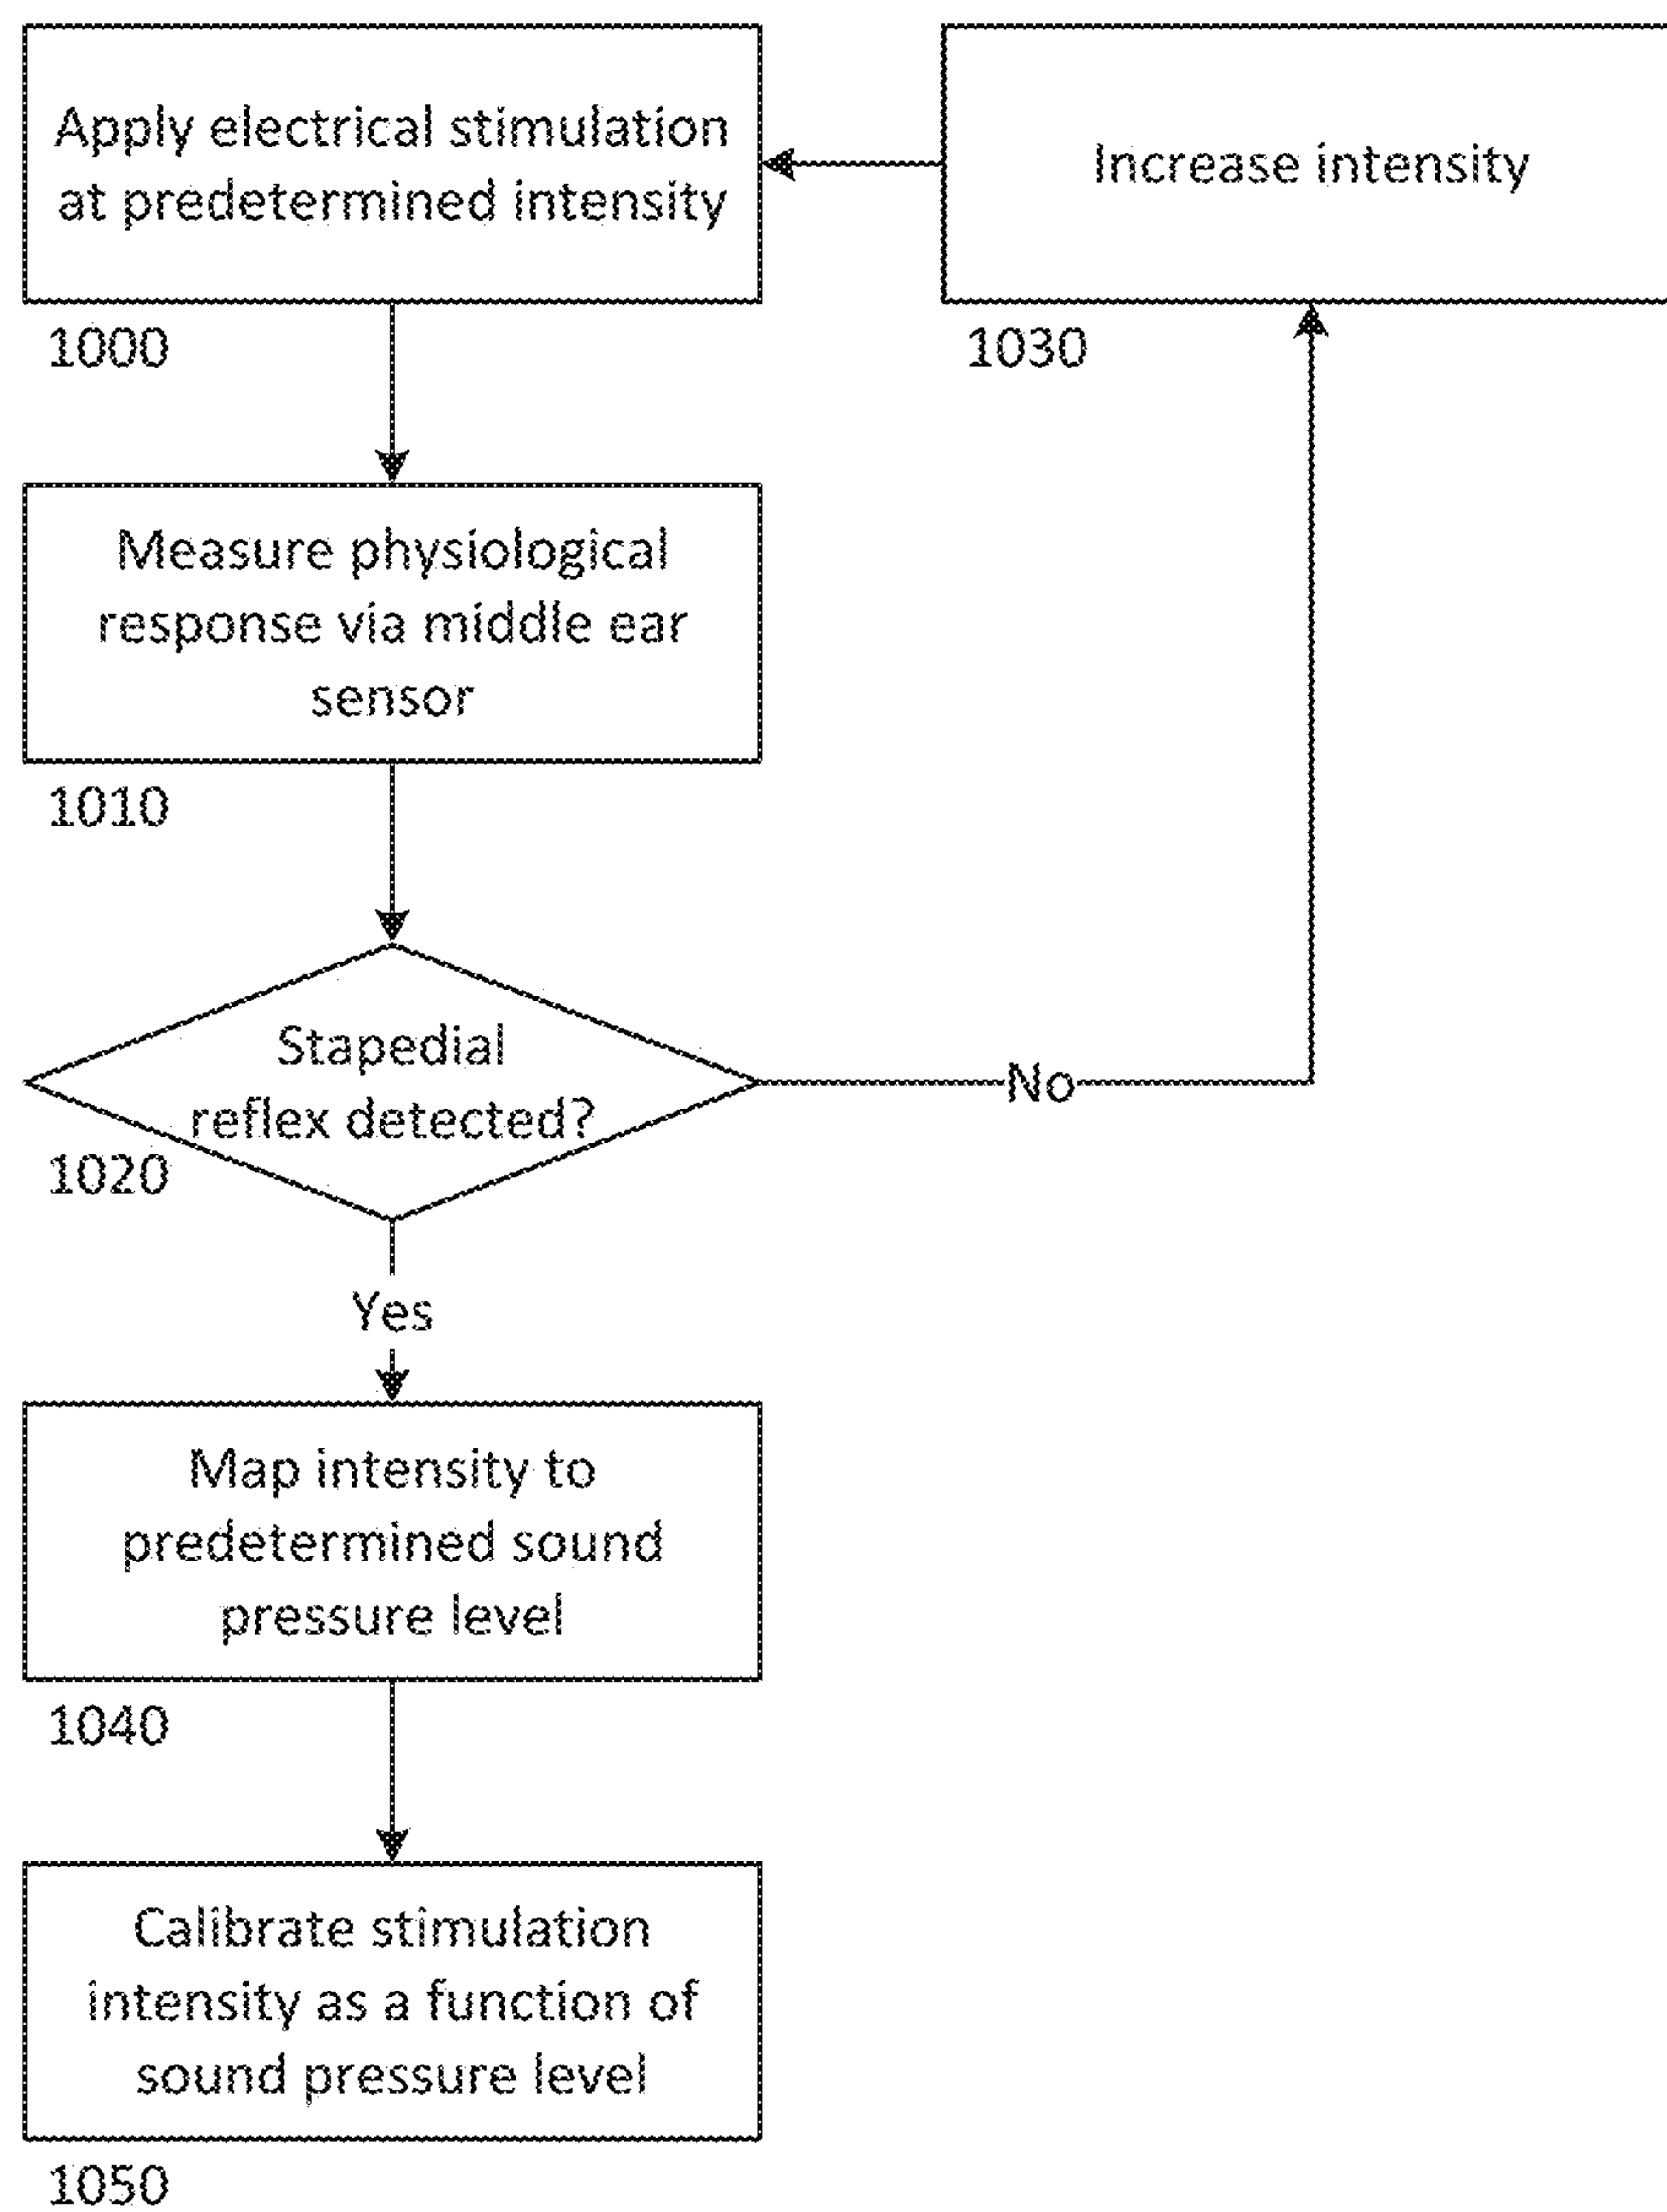 Apply electrical stimulation
at predetermined intensity
1000
Increase intensity
1030
Measure physiological
response via middle ear
sensor
1010
Stapedial
reflex detected?
1020
No
Yes
Map intensity to
predetermined sound
pressure level
1040
Calibrate stimulation
intensity as a function of
sound pressure level
1050